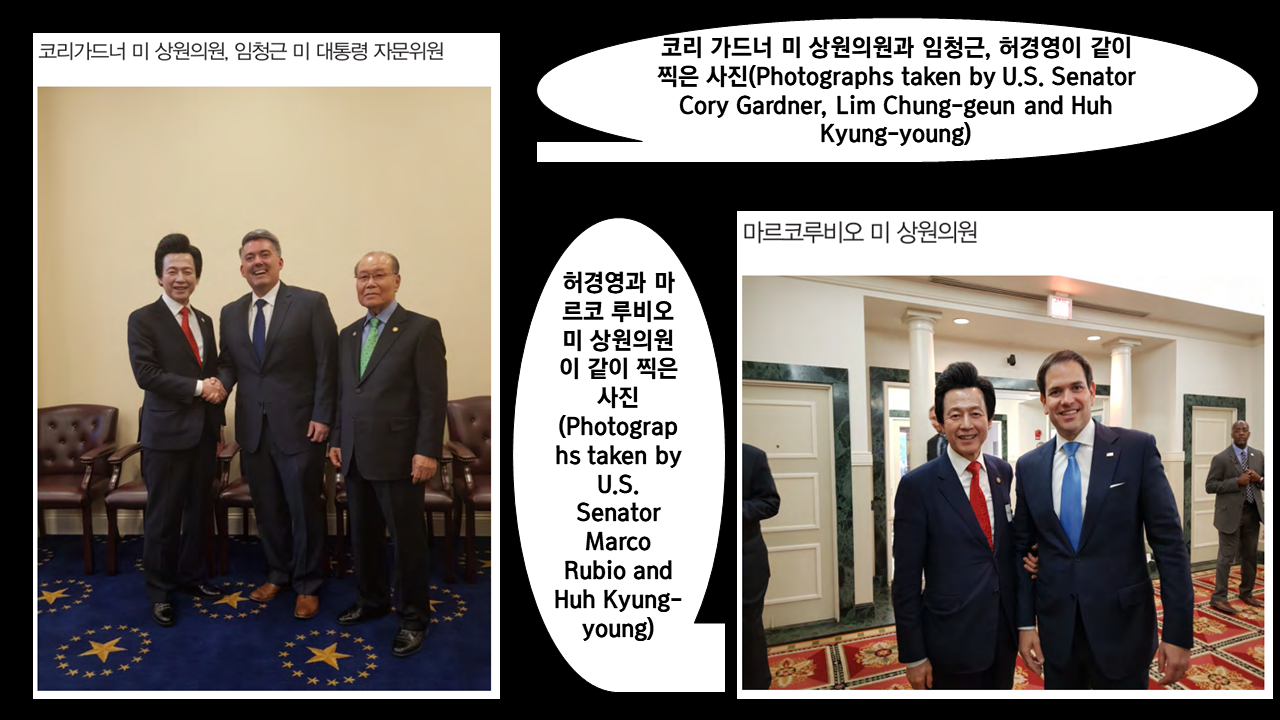 코리가드너 미 상원의원, 임청근 미 대통령 자문위원
코리 가드너 미 상원의원과 임청근, 허경영이 같이
찍은 사진(Photographs taken by U.S. Senator
Cory Gardner, Lim Chung-geun and Huh
Kyung-young)
허경영과 마
르코 루비오
미 상원의원
이 같이 찍은
사진
(Photograp
hs taken by
U.S.
Senator
Marco
Rubio and
Huh Kyung-
young)
마르코루비오 미 상원의원